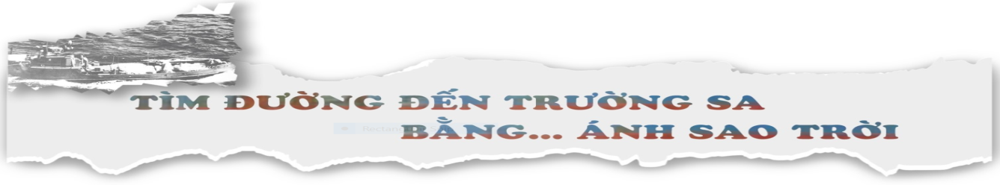 TÌM ĐƯỜNG ĐẾN TRƯỜNG SA
BẰNG... ÁNH SAO TRỜI